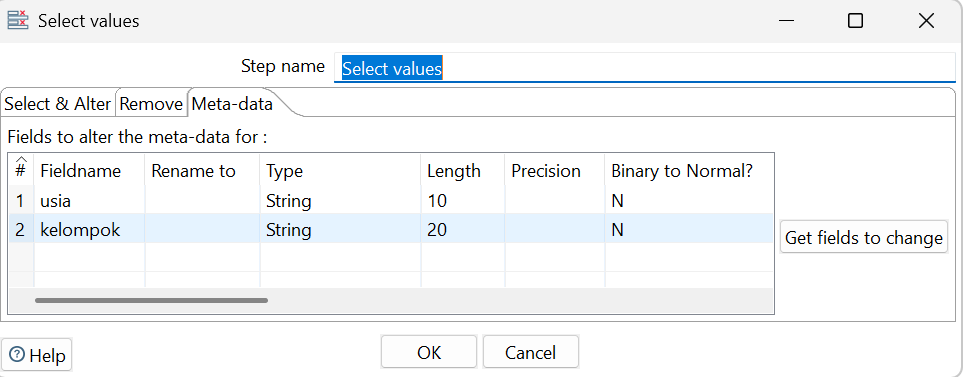 Select values
Step name Select values
Select & Alter Remove Meta-data
Fields to alter the meta-data for :
# Fieldname Rename to Type Length Precision Binary to Normal?
1 usia String 10 N
2 kelompok String 20 N
Get fields to change
Help OK Cancel